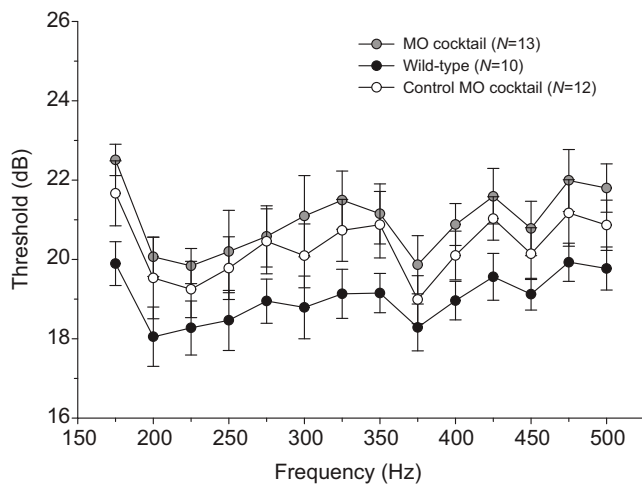 26
24
22
20
18
16
Threshold (dB)
MO cocktail (N=13)
Wild-type (N=10)
Control MO cocktail (N=12)
150 200 250 300 350 400 450 500
Frequency (Hz)